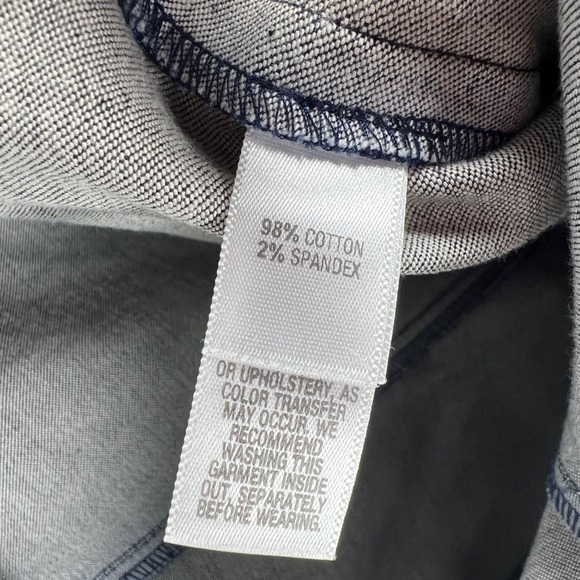 98% COTTON
2% SPANDEX
OR UPHOLSTERY, AS
COLOR TRANSFER
MAY OCCUR. WE
RECOMMEND
WASHING THIS
GARMENT INSIDE
OUT, SEPARATELY
BEFORE WEARING.